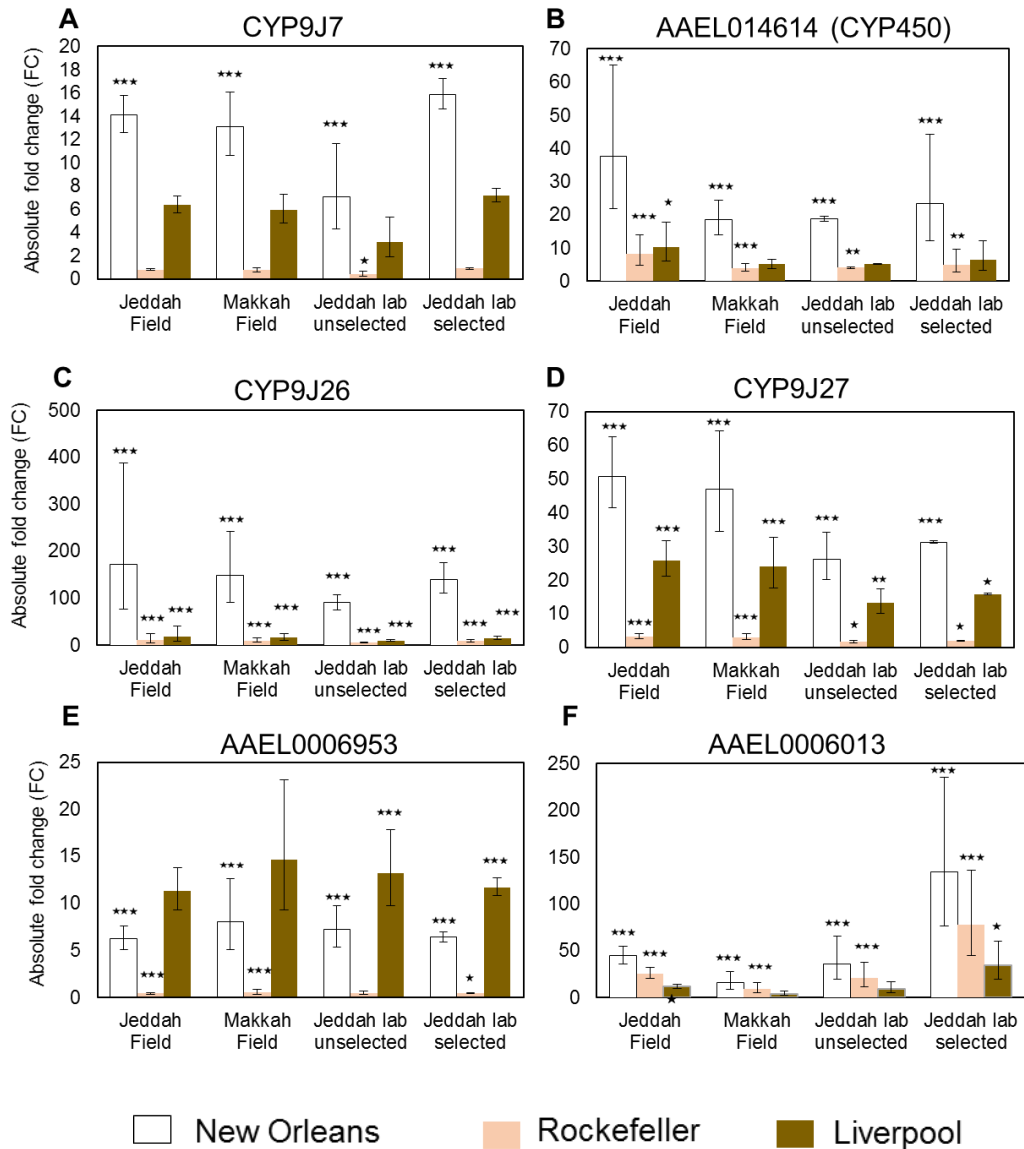 A
CYP9J7
Absolute fold change (FC)
20
18
16
14
12
10
8
6
4
2
0
★★★
★★★
★★★
★
★★★
Jeddah Field
Makkah Field
Jeddah lab unselected
Jeddah lab selected
B
AAEL014614 (CYP450)
70
60
50
40
30
20
10
0
★★★
★★★
★
★★★
★★★
★★★
★★
★★★
★★
Jeddah Field
Makkah Field
Jeddah lab unselected
Jeddah lab selected
C
CYP9J26
Absolute fold change (FC)
500
400
300
200
100
0
★★★
★★★
★★★
★★★
★★★
★★★
★★★
★★★
★★★
★★★
★★★
★★★
Jeddah Field
Makkah Field
Jeddah lab unselected
Jeddah lab selected
D
CYP9J27
70
60
50
40
30
20
10
0
★★★
★★★
★★★
★★★
★★★
★★★
★★★
★
★★
★★★
★
★
Jeddah Field
Makkah Field
Jeddah lab unselected
Jeddah lab selected
E
AAEL0006953
Absolute fold change (FC)
25
20
15
10
5
0
★★★
★★★
★★★
★★★
★★★
★★★
★★★
★
★★★
Jeddah Field
Makkah Field
Jeddah lab unselected
Jeddah lab selected
F
AAEL0006013
250
200
150
100
50
0
★★★
★★★
★
★★★
★★★
★★★
★★★
★★★
★★★
★
Jeddah Field
Makkah Field
Jeddah lab unselected
Jeddah lab selected
New Orleans
Rockefeller
Liverpool